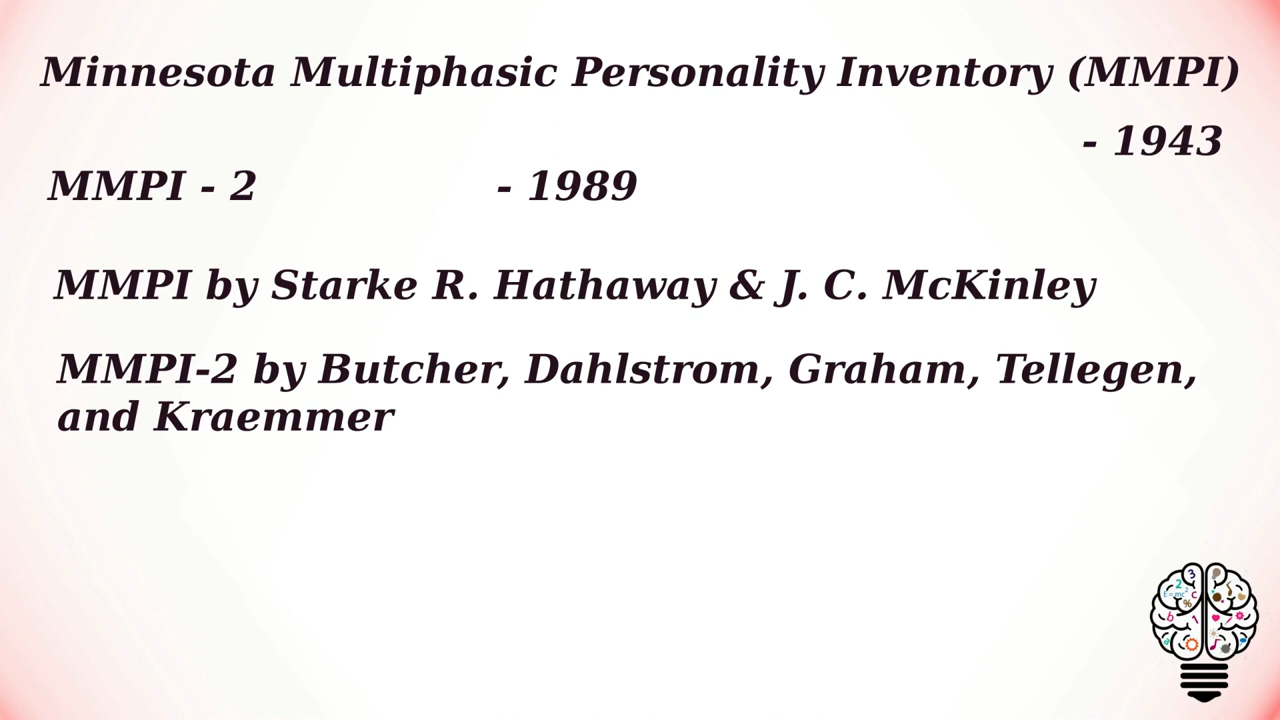 Minnesota Multiphasic Personality Inventory (MMPI)
- 1943
MMPI - 2 - 1989
MMPI by Starke R. Hathaway & J. C. McKinley
MMPI-2 by Butcher, Dahlstrom, Graham, Tellegen,
and Kraemmer